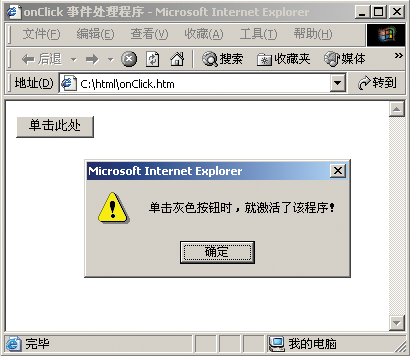 onClick 事件处理程序 - Microsoft Internet Explorer
文件(F) 编辑(E) 查看(V) 收藏(A) 工具(T) 帮助(H)
后退 搜索 收藏夹 媒体 »
地址(D) C:\html\onClick.htm 转到
单击此处
Microsoft Internet Explorer
单击灰色按钮时，就激活了该程序!
确定
完毕 我的电脑